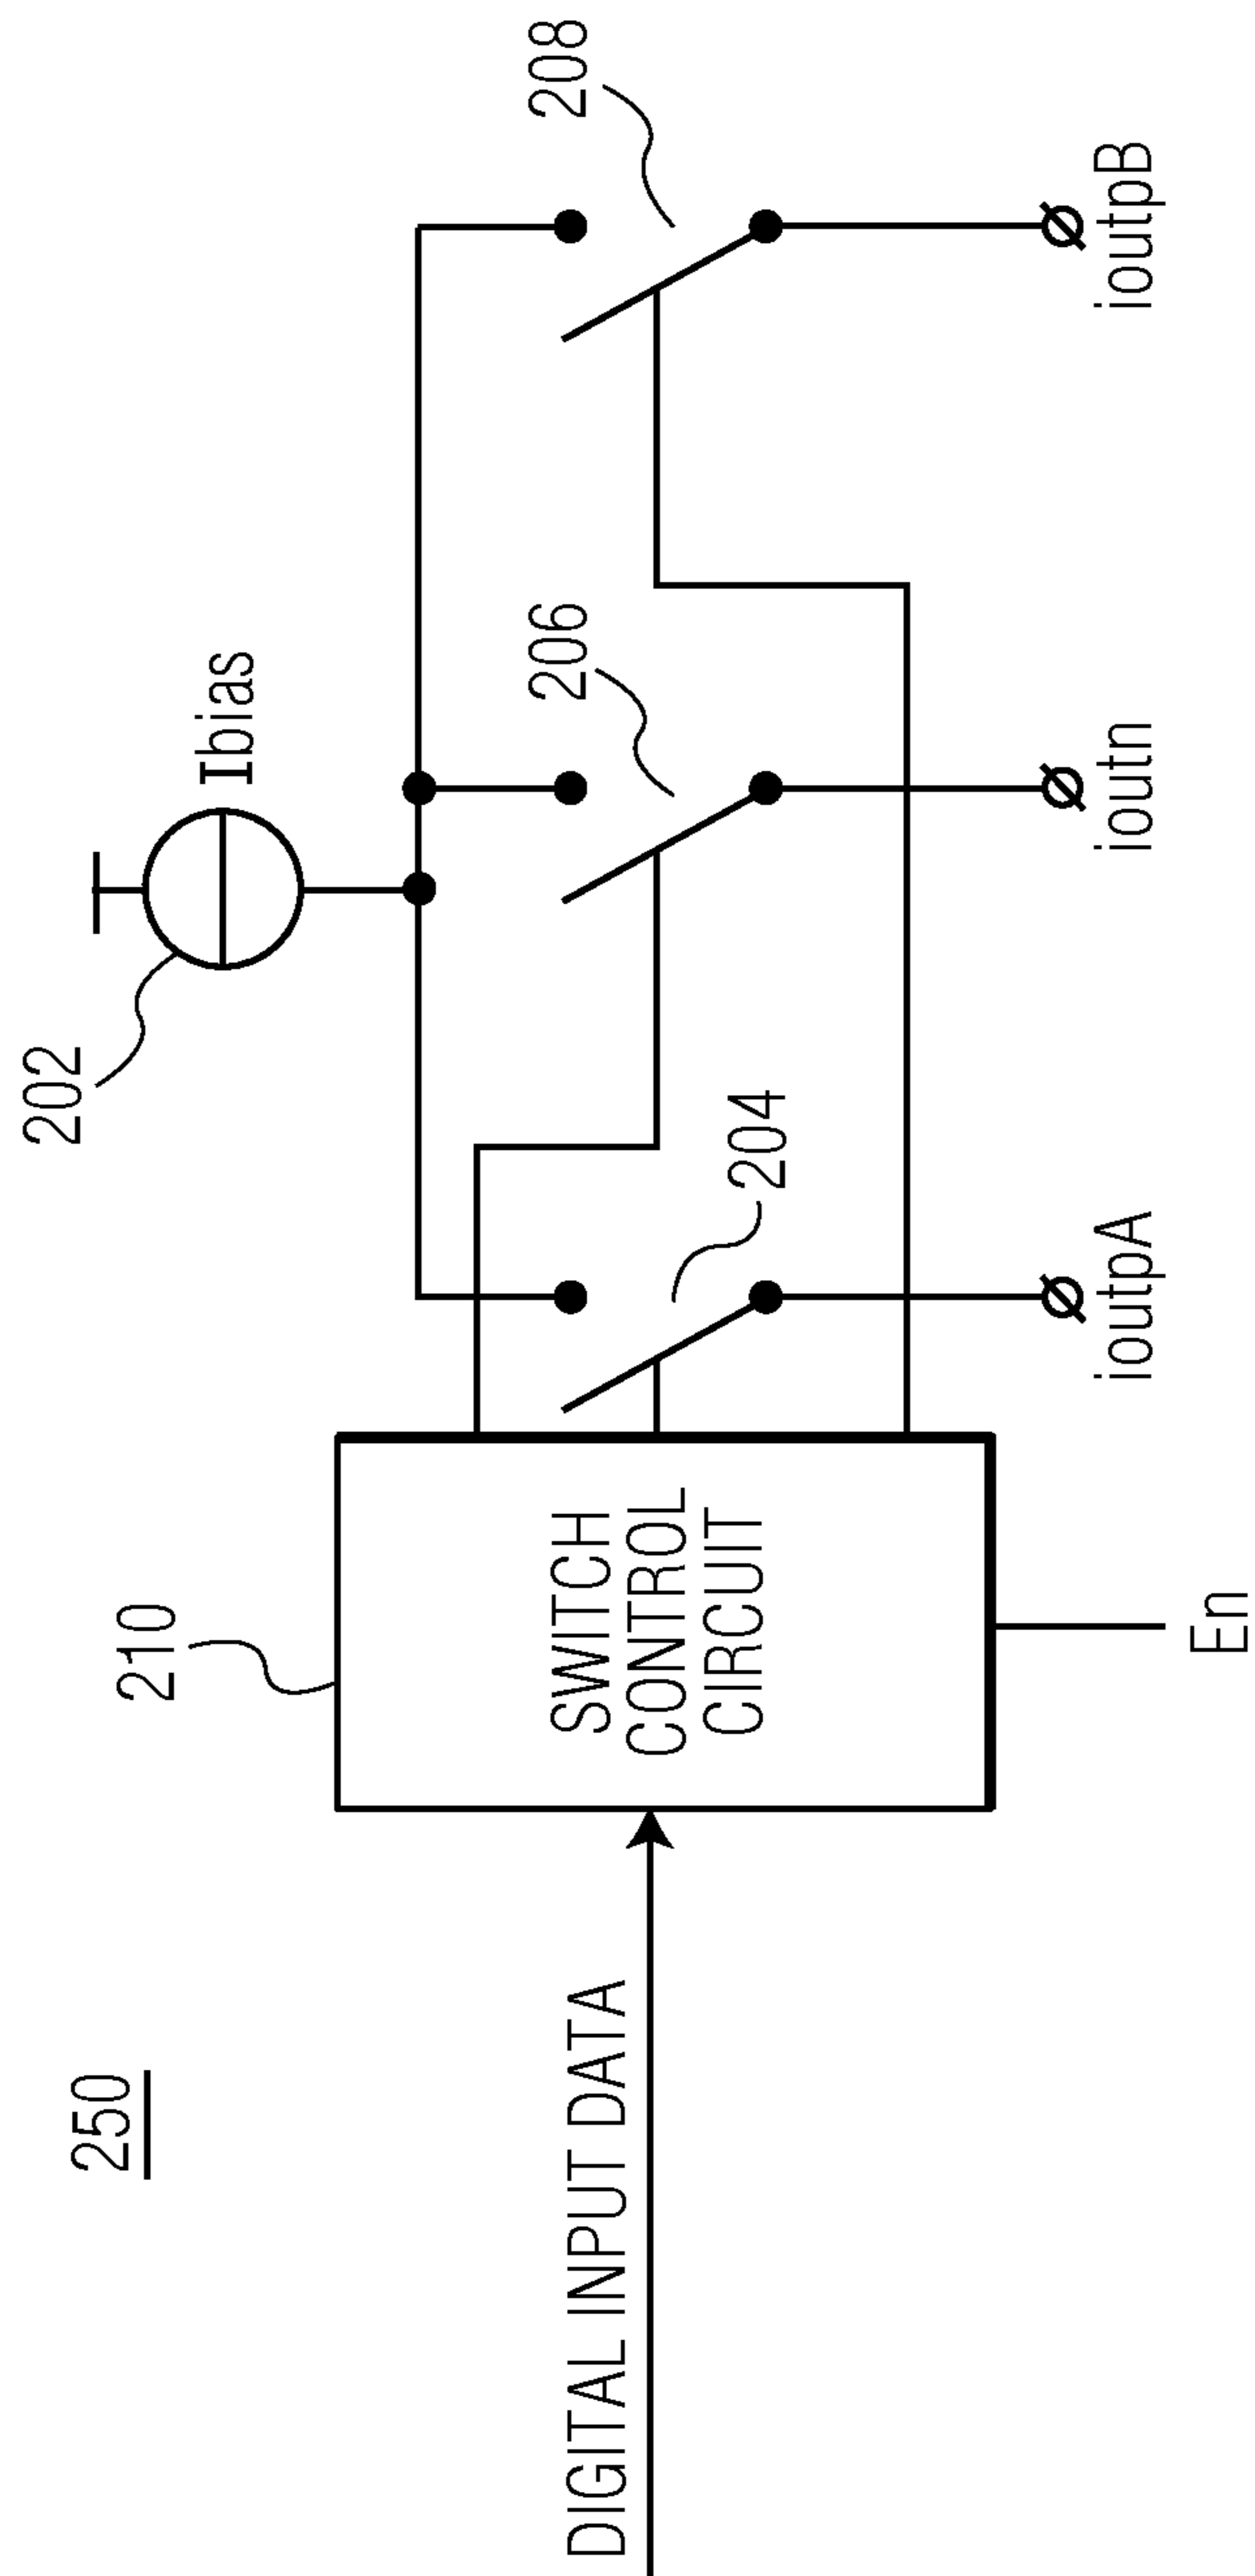 250
202
Ibias
210
206
208
204
SWITCH
CONTROL
CIRCUIT
DIGITAL INPUT DATA
En
ioutpA
ioutn
ioutpB